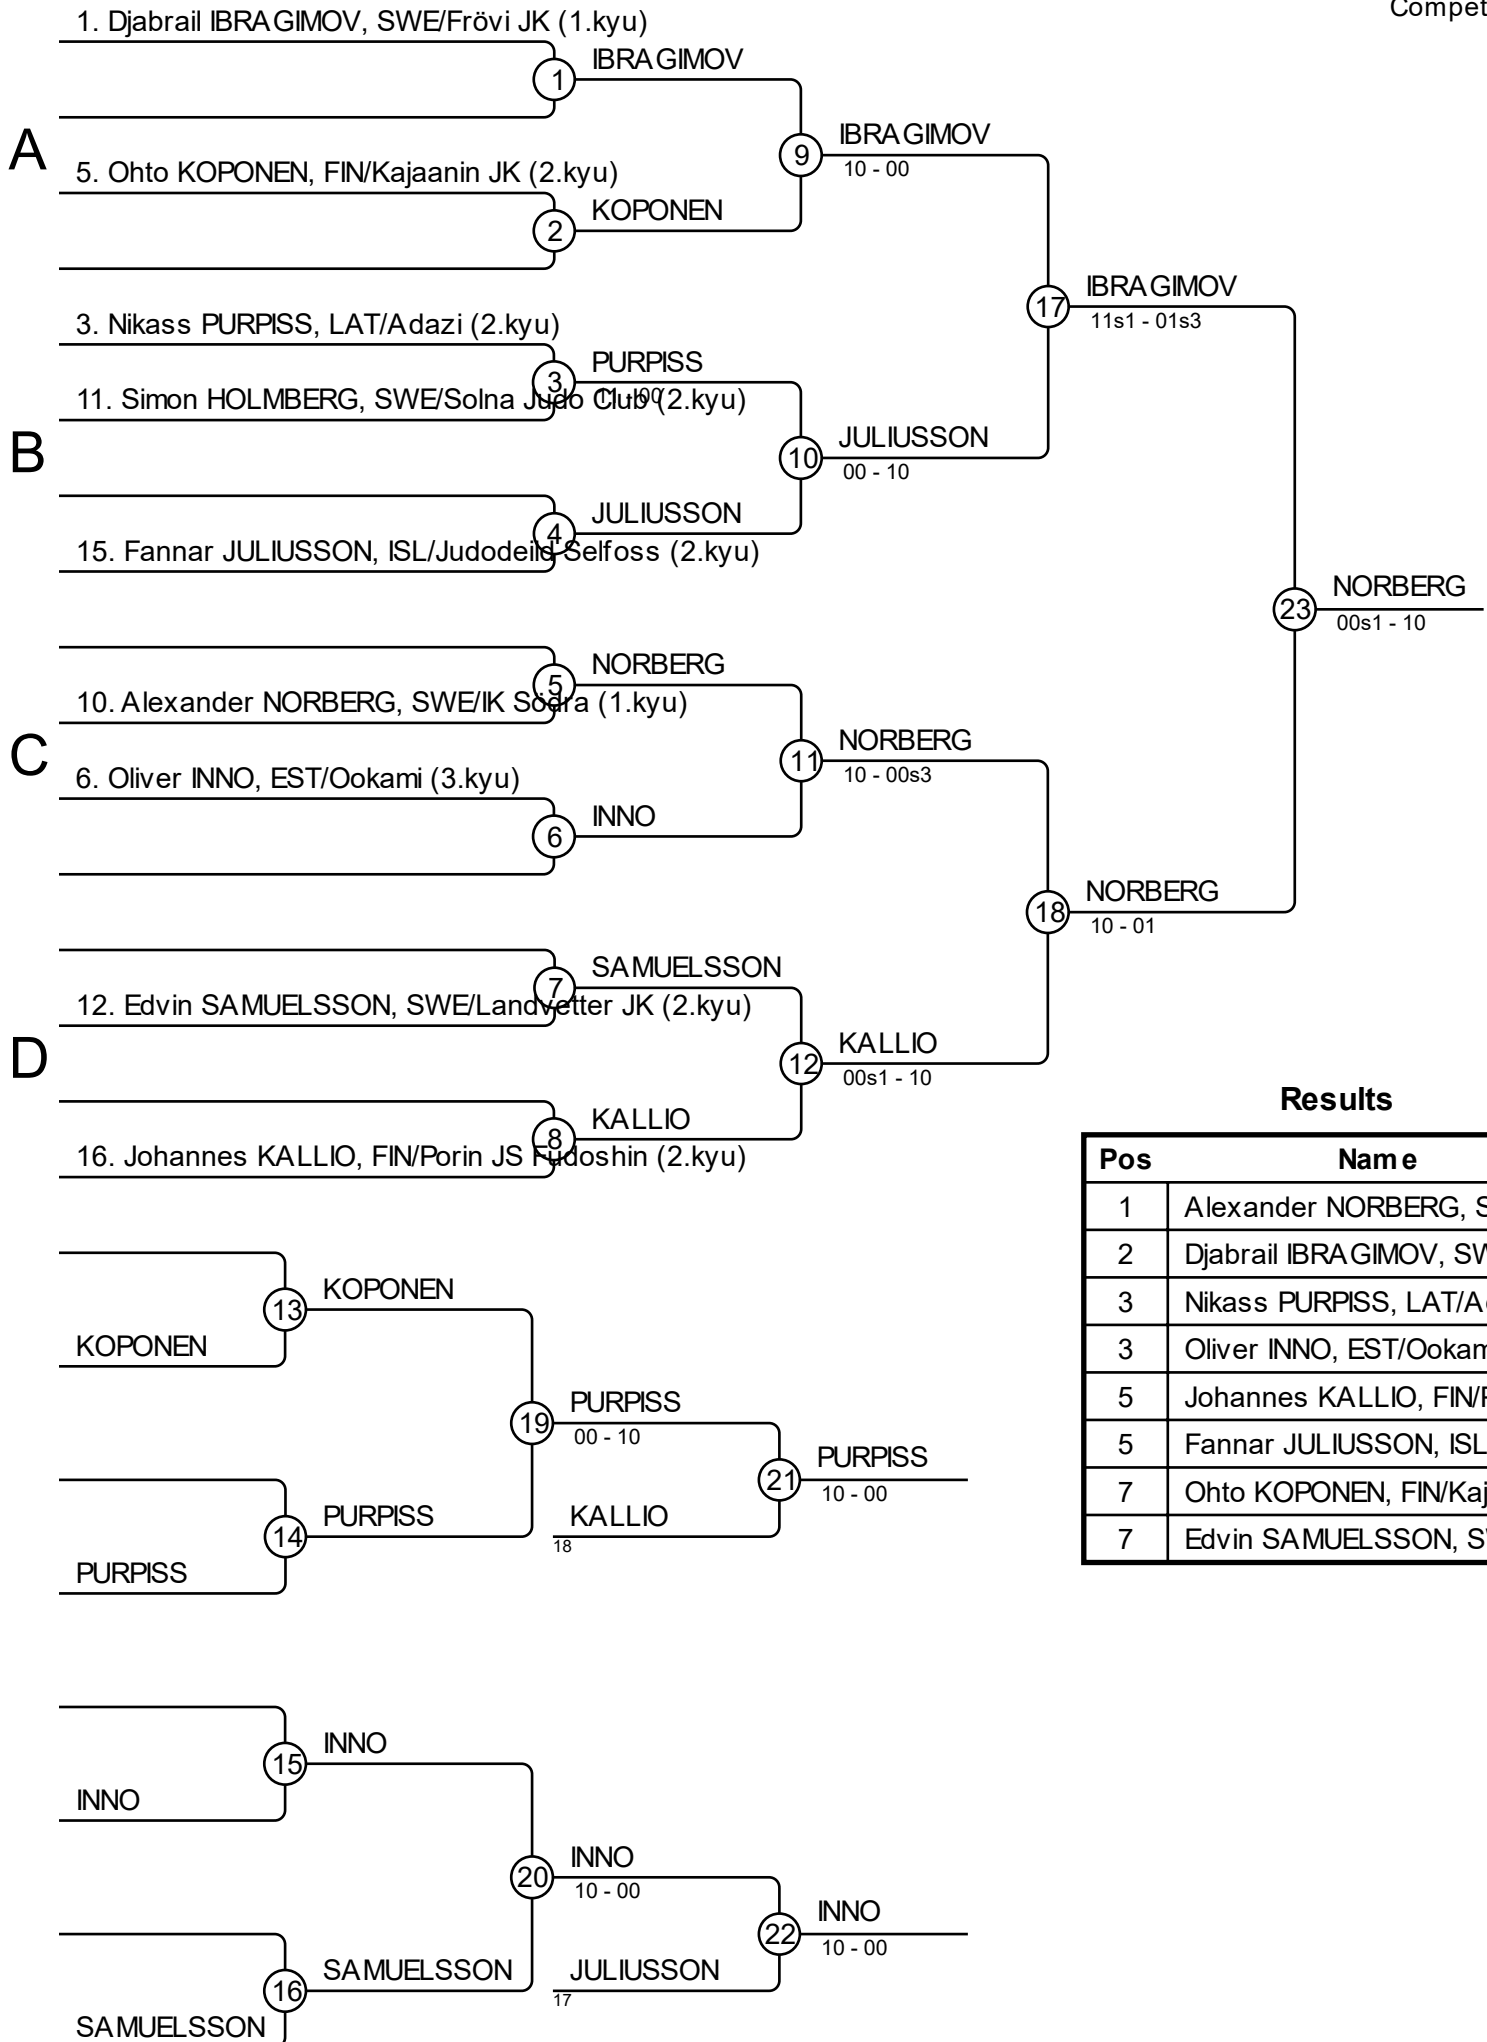 Compet
1. Djabrail IBRAGIMOV, SWE/Frövi JK (1.kyu)
1
IBRAGIMOV
A
9
IBRAGIMOV
10 - 00
5. Ohto KOPONEN, FIN/Kajaanin JK (2.kyu)
2
KOPONEN
17
IBRAGIMOV
11s1 - 01s3
3. Nikass PURPISS, LAT/Adazi (2.kyu)
3
PURPISS
11 - 00
11. Simon HOLMBERG, SWE/Solna Judo Club (2.kyu)
B
10
JULIUSSON
00 - 10
4
JULIUSSON
15. Fannar JULIUSSON, ISL/Judodeild Selfoss (2.kyu)
23
NORBERG
00s1 - 10
5
NORBERG
10. Alexander NORBERG, SWE/IK Södra (1.kyu)
C
11
NORBERG
10 - 00s3
6. Oliver INNO, EST/Ookami (3.kyu)
6
INNO
18
NORBERG
10 - 01
7
SAMUELSSON
12. Edvin SAMUELSSON, SWE/Landvetter JK (2.kyu)
D
12
KALLIO
00s1 - 10
8
KALLIO
16. Johannes KALLIO, FIN/Porin JS Fudoshin (2.kyu)
Results
Pos Name
1 Alexander NORBERG, S
2 Djabrail IBRAGIMOV, SW
3 Nikass PURPISS, LAT/A
3 Oliver INNO, EST/Ookam
5 Johannes KALLIO, FIN/P
5 Fannar JULIUSSON, ISL
7 Ohto KOPONEN, FIN/Kaj
7 Edvin SAMUELSSON, S
13
KOPONEN
KOPONEN
19
PURPISS
00 - 10
21
PURPISS
10 - 00
14
PURPISS
KALLIO
18
PURPISS
15
INNO
INNO
20
INNO
10 - 00
22
INNO
10 - 00
16
SAMUELSSON
JULIUSSON
17
SAMUELSSON